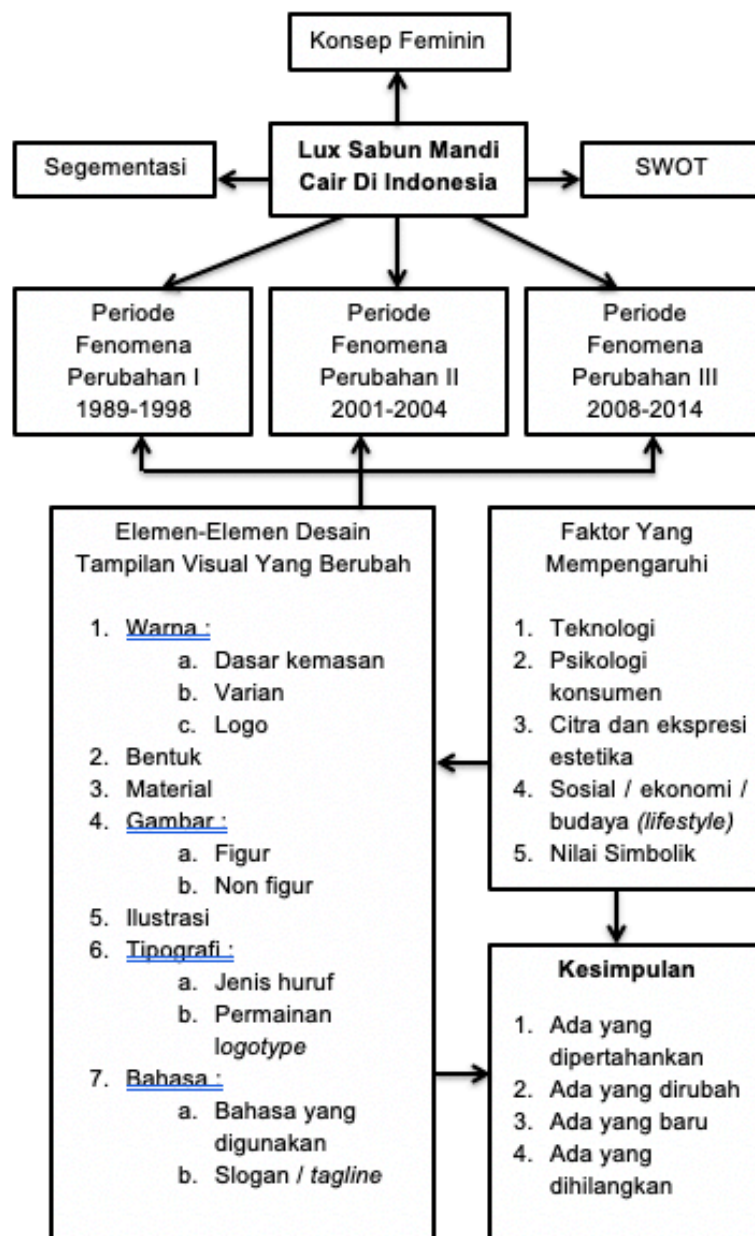 Konsep Feminin
Lux Sabun Mandi
Cair Di Indonesia
Segementasi
SWOT
Periode
Fenomena
Perubahan I
1989-1998
Periode
Fenomena
Perubahan II
2001-2004
Periode
Fenomena
Perubahan III
2008-2014
Elemen-Elemen Desain
Tampilan Visual Yang Berubah
1. Warna :
a. Dasar kemasan
b. Varian
c. Logo
2. Bentuk
3. Material
4. Gambar :
a. Figur
b. Non figur
5. Ilustrasi
6. Tipografi :
a. Jenis huruf
b. Permainan
logotype
7. Bahasa :
a. Bahasa yang
digunakan
b. Slogan / tagline
Faktor Yang
Mempengaruhi
1. Teknologi
2. Psikologi
konsumen
3. Citra dan ekspresi
estetika
4. Sosial / ekonomi /
budaya (lifestyle)
5. Nilai Simbolik
Kesimpulan
1. Ada yang
dipertahankan
2. Ada yang dirubah
3. Ada yang baru
4. Ada yang
dihilangkan